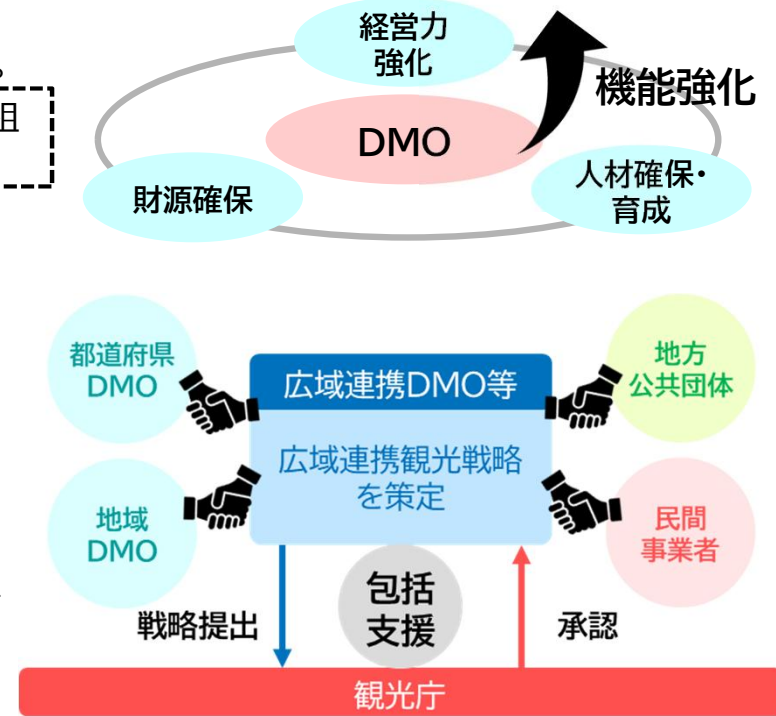 経営力
強化
機能強化
組
DMO
財源確保
人材確保・
育成
都道府県
DMO
広域連携DMO等
地方
公共団体
広域連携観光戦略
を策定
地域
DMO
民間
事業者
包括
支援
戦略提出
承認
観光庁